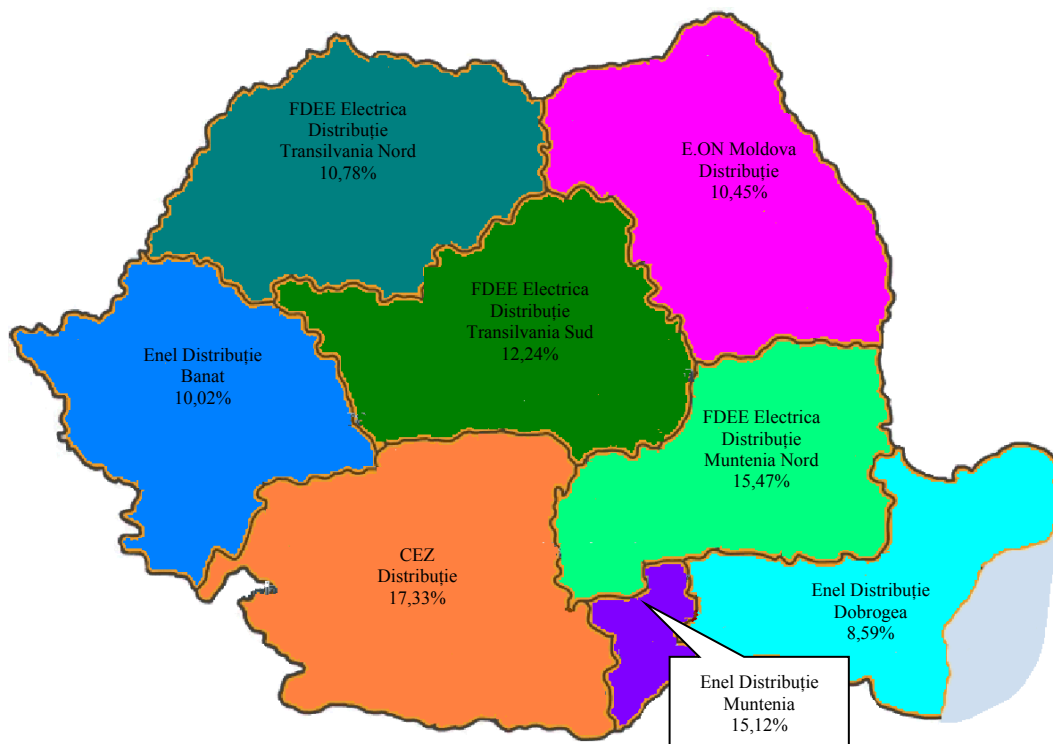 FDEE Electrica
Distribuție
Transilvania Nord
10,78%
E.ON Moldova
Distribuție
10,45%
FDEE Electrica
Distribuție
Transilvania Sud
12,24%
Enel Distribuție
Banat
10,02%
FDEE Electrica
Distribuție
Muntenia Nord
15,47%
CEZ
Distribuție
17,33%
Enel Distribuție
Dobrogea
8,59%
Enel Distribuție
Muntenia
15,12%